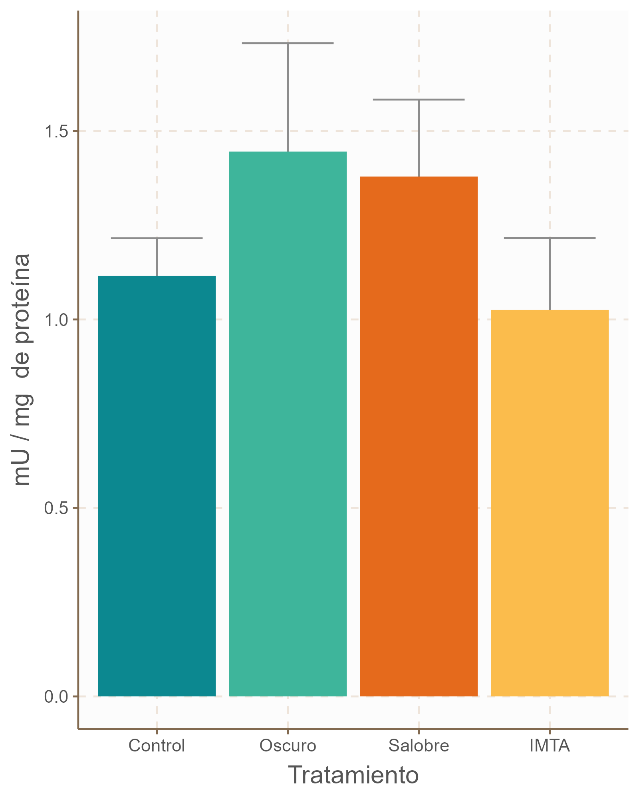 mU / mg  de proteína
1.5
1.0
0.5
0.0
Control Oscuro Salobre IMTA
Tratamiento